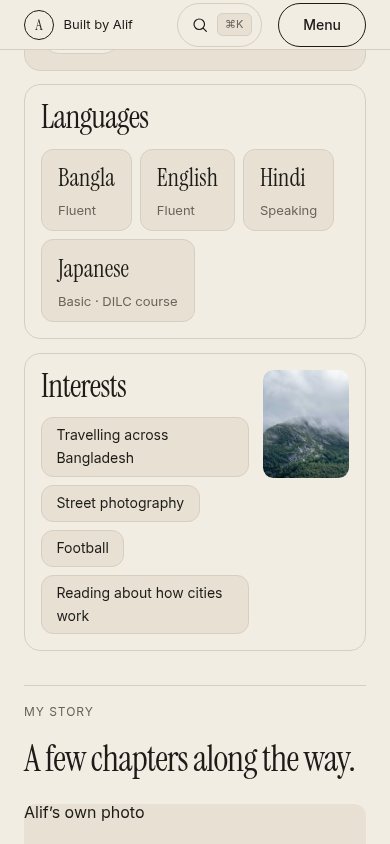 A
Built by Alif
⌘K
Menu
Languages
Bangla
Fluent
English
Fluent
Hindi
Speaking
Japanese
Basic · DILC course
Interests
Travelling across
Bangladesh
Street photography
Football
Reading about how cities
work
MY STORY
A few chapters along the way.
Alif’s own photo